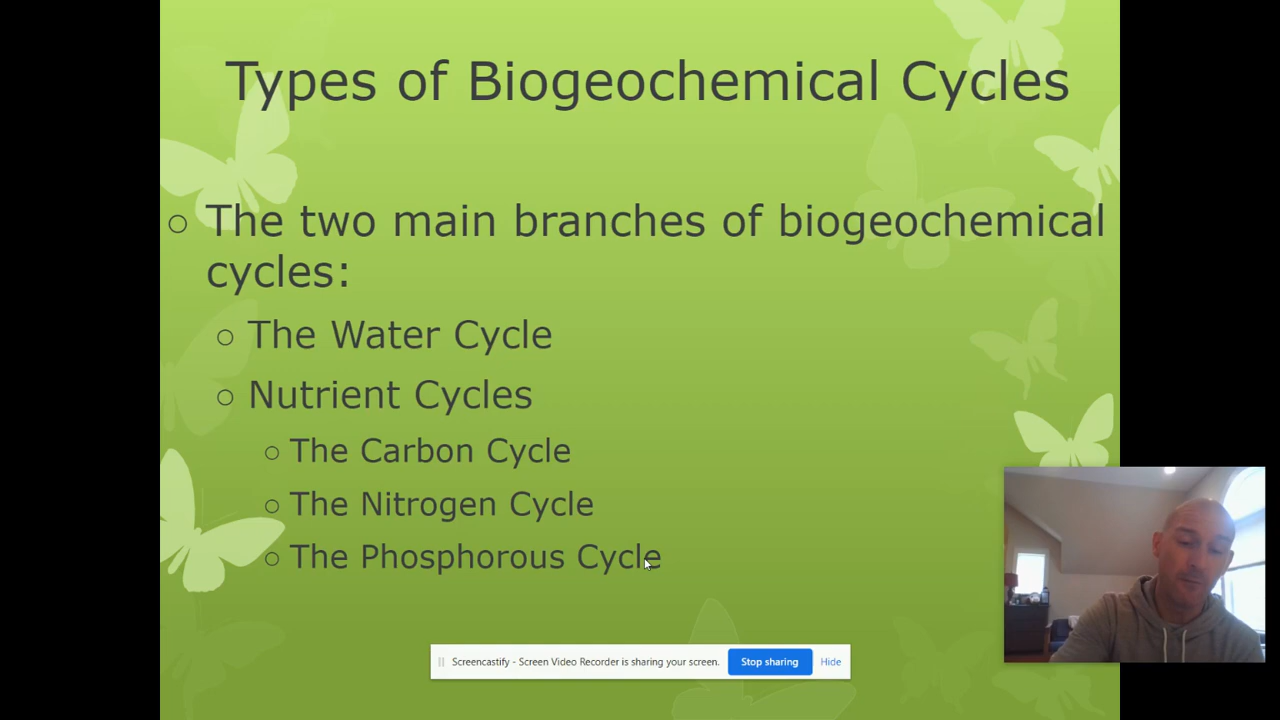 Types of Biogeochemical Cycles
○ The two main branches of biogeochemical
cycles:
○ The Water Cycle
○ Nutrient Cycles
○ The Carbon Cycle
○ The Nitrogen Cycle
○ The Phosphorous Cycle
Screencastify - Screen Video Recorder is sharing your screen. Stop sharing Hide